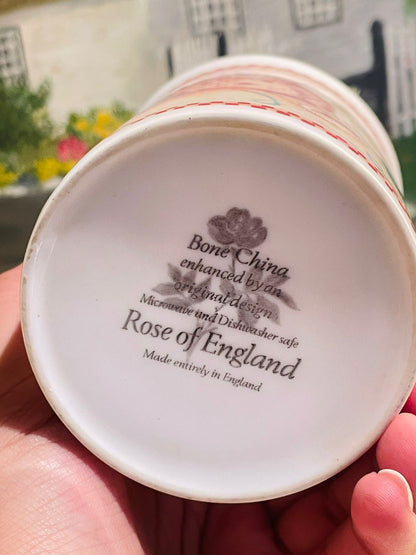 Bone China
enhanced by an
original design
Microwave and Dishwasher safe
Rose of England
Made entirely in England